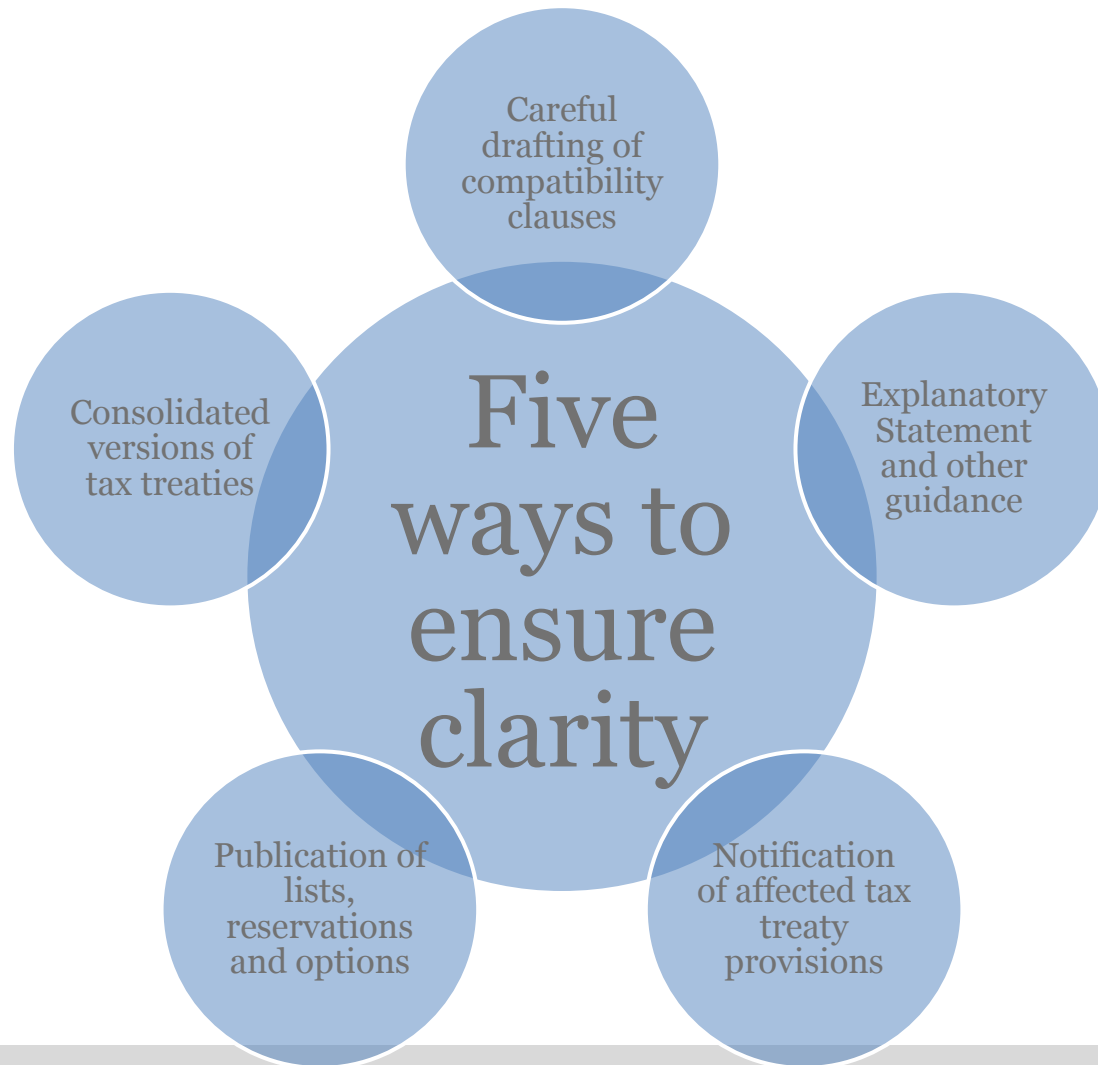 Careful
drafting of
compatibility
clauses
Five
ways to
ensure
clarity
Explanatory
Statement
and other
guidance
Notification
of affected tax
treaty
provisions
Publication of
lists,
reservations
and options
Consolidated
versions of
tax treaties